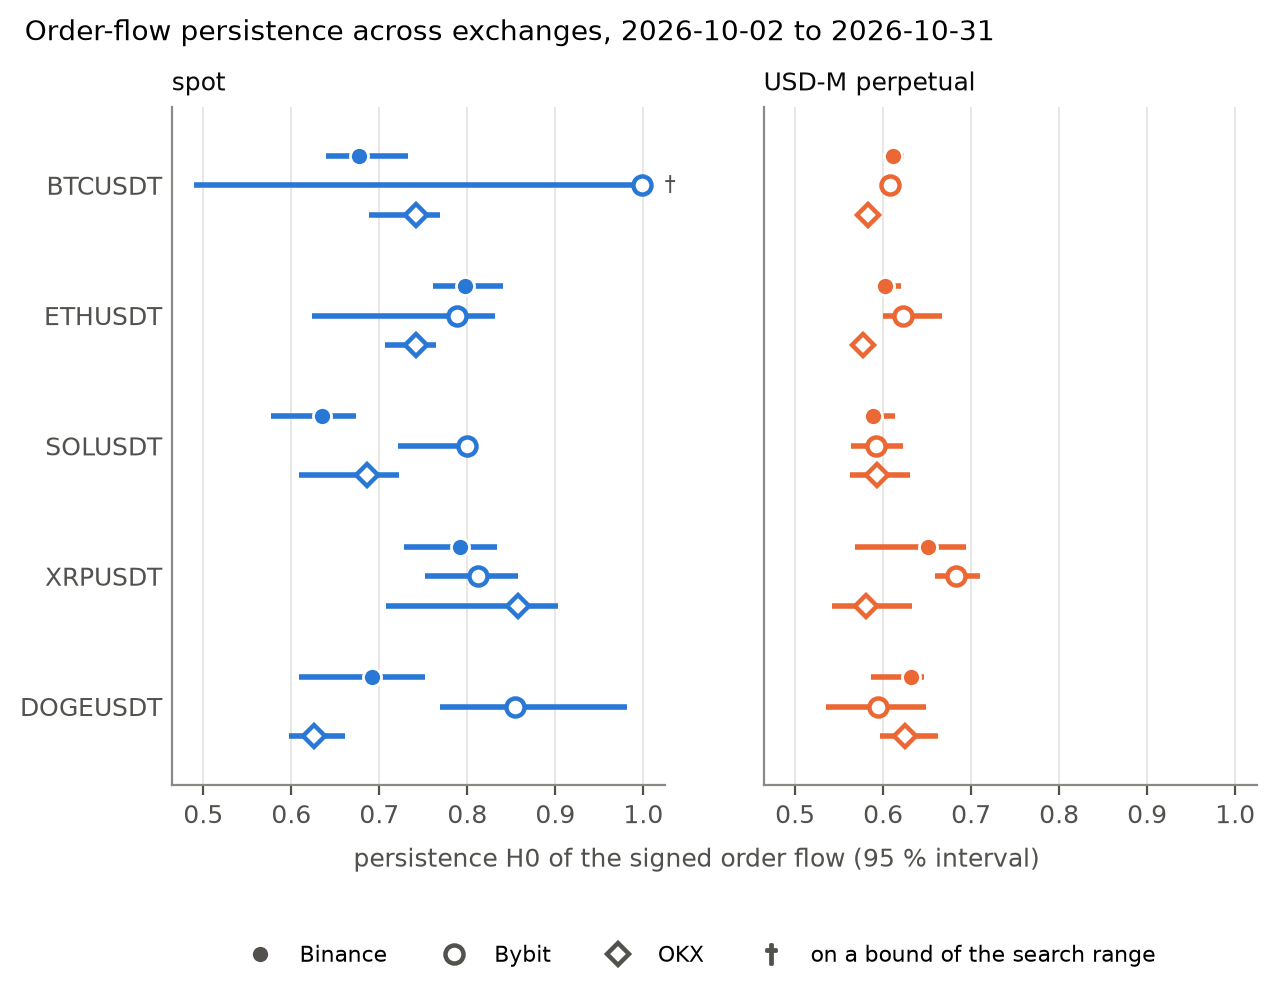 Order-flow persistence across exchanges, 2026-10-02 to 2026-10-31
spot
USD-M perpetual
BTCUSDT
†
ETHUSDT
SOLUSDT
XRPUSDT
DOGEUSDT
0.5 0.6 0.7 0.8 0.9 1.0
0.5 0.6 0.7 0.8 0.9 1.0
persistence H0 of the signed order flow (95 % interval)
Binance Bybit OKX † on a bound of the search range